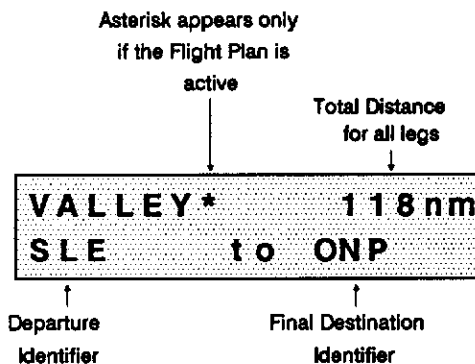 Asterisk appears only
if the Flight Plan is
active
Total Distance
for all legs
VALLEY* 118nm
SLE to ONP
Departure
Identifier
Final Destination
Identifier